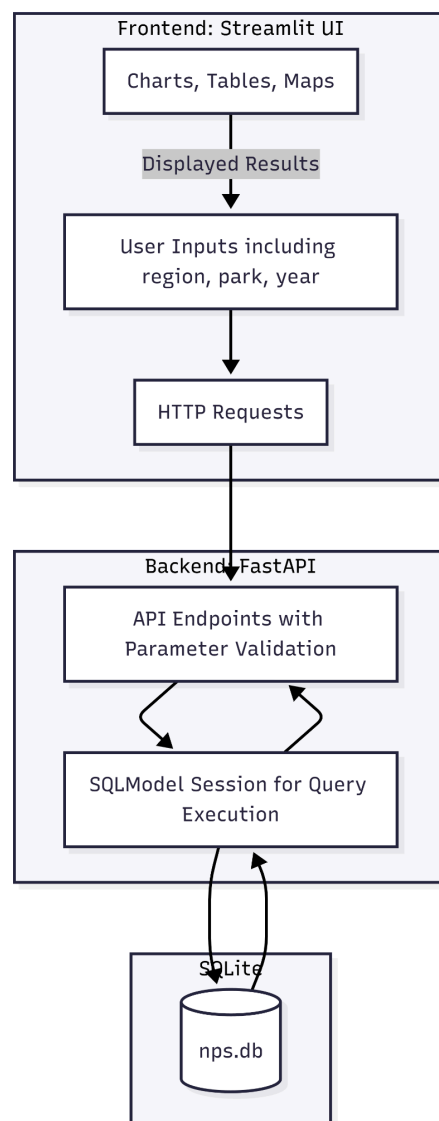 Frontend: Streamlit UI
Charts, Tables, Maps
Displayed Results
User Inputs including
region, park, year
HTTP Requests
Backend: FastAPI
API Endpoints with
Parameter Validation
SQLModel Session for Query
Execution
SQLite
nps.db